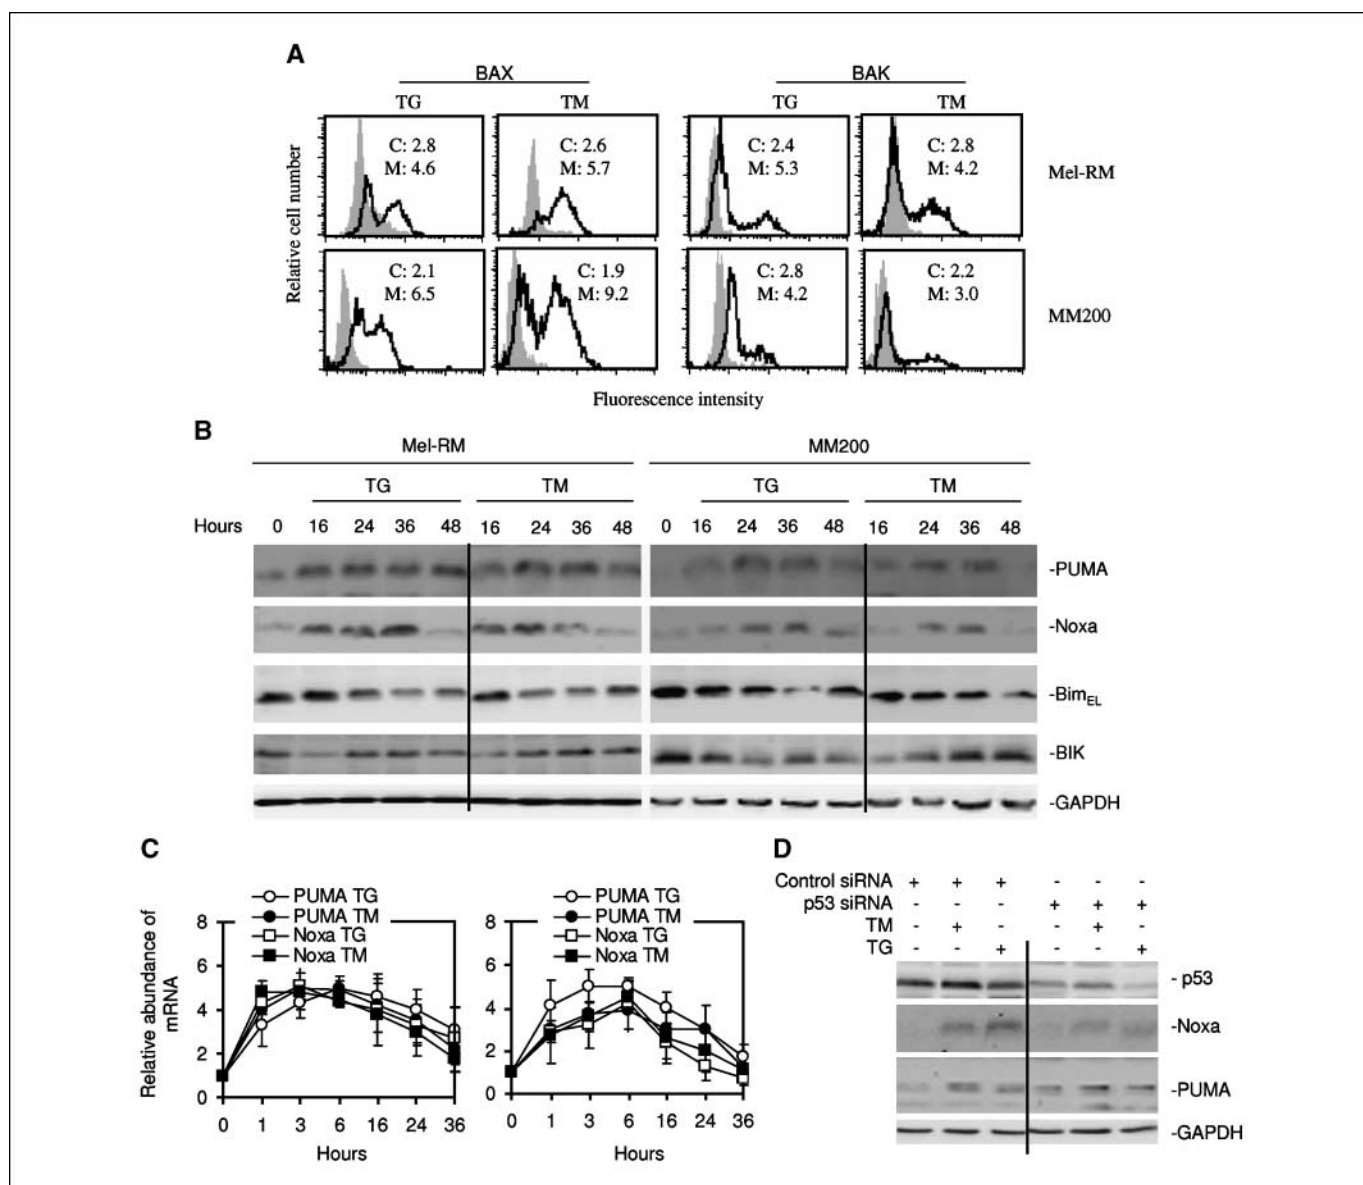 A
BAX BAK
TG TM TG TM
Relative cell number
C: 2.8 C: 2.6 C: 2.4 C: 2.8
M: 4.6 M: 5.7 M: 5.3 M: 4.2
Mel-RM
C: 2.1 C: 1.9 C: 2.8 C: 2.2
M: 6.5 M: 9.2 M: 4.2 M: 3.0
MM200
Fluorescence intensity
B
Mel-RM MM200
TG TM TG TM
Hours 0 16 24 36 48 16 24 36 48 0 16 24 36 48 16 24 36 48
-PUMA
-Noxa
-BimEL
-BIK
-GAPDH
C
Relative abundance of
mRNA
PUMA TG
PUMA TM
Noxa TG
Noxa TM
8
6
4
2
0
0 1 3 6 16 24 36
Hours
PUMA TG
PUMA TM
Noxa TG
Noxa TM
8
6
4
2
0
0 1 3 6 16 24 36
Hours
D
Control siRNA + + + - - -
p53 siRNA - - - + + +
TM - + - - + -
TG - - + - - +
- p53
-Noxa
-PUMA
-GAPDH